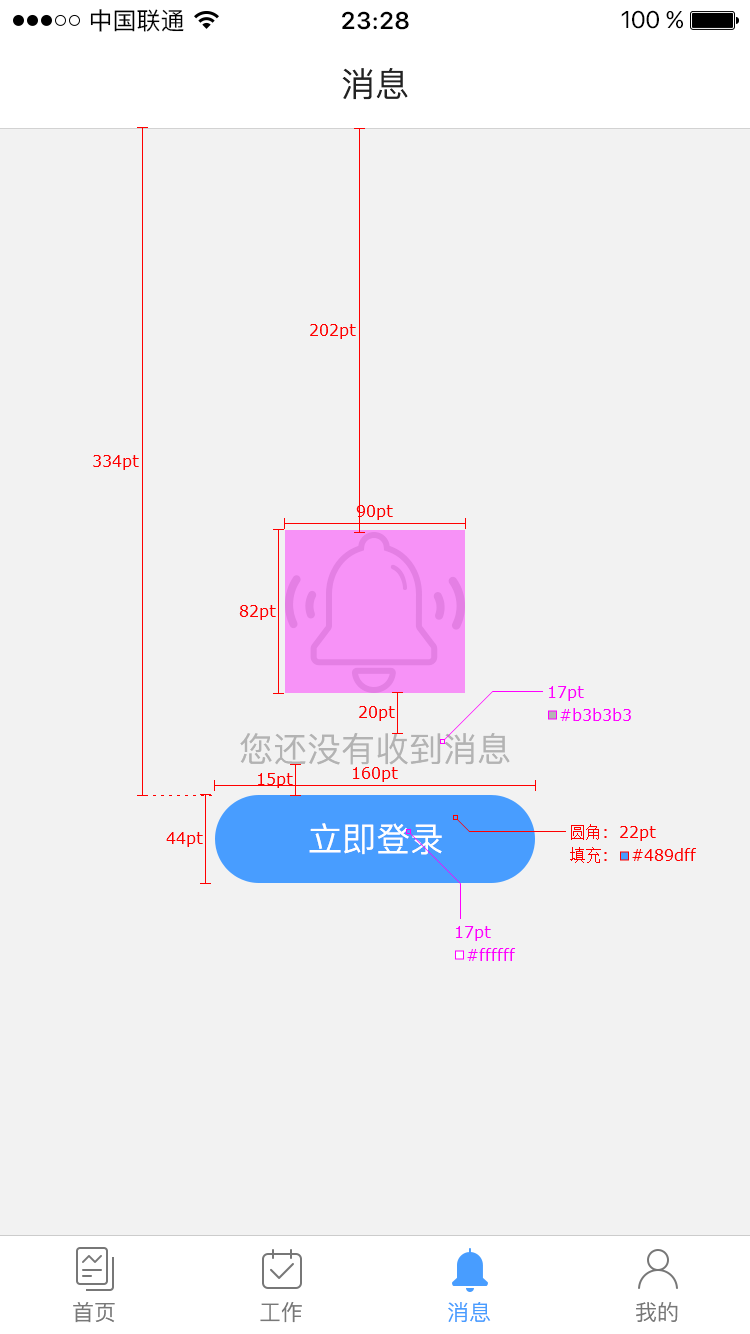 中国联通 23:28 100 %
消息
202pt
334pt
90pt
82pt
17pt
#b3b3b3
20pt
您还没有收到消息
160pt
15pt
44pt
立即登录
圆角：22pt
填充：#489dff
17pt
#ffffff
首页 工作 消息 我的